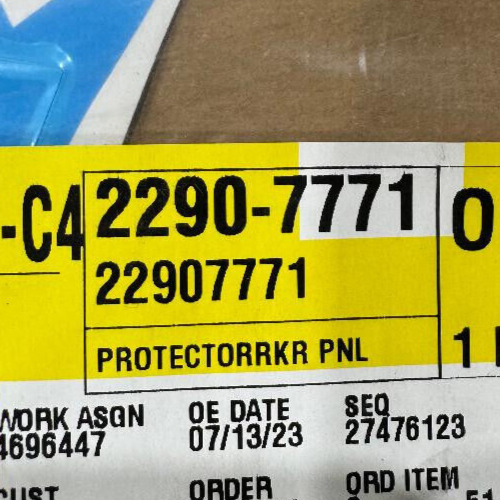 -C4 2290-7771 0
22907771
PROTECTORRKR PNL 1
WORK ASGN OE DATE SEQ
4696447 07/13/23 27476123
CUST ORDER ORD ITEM